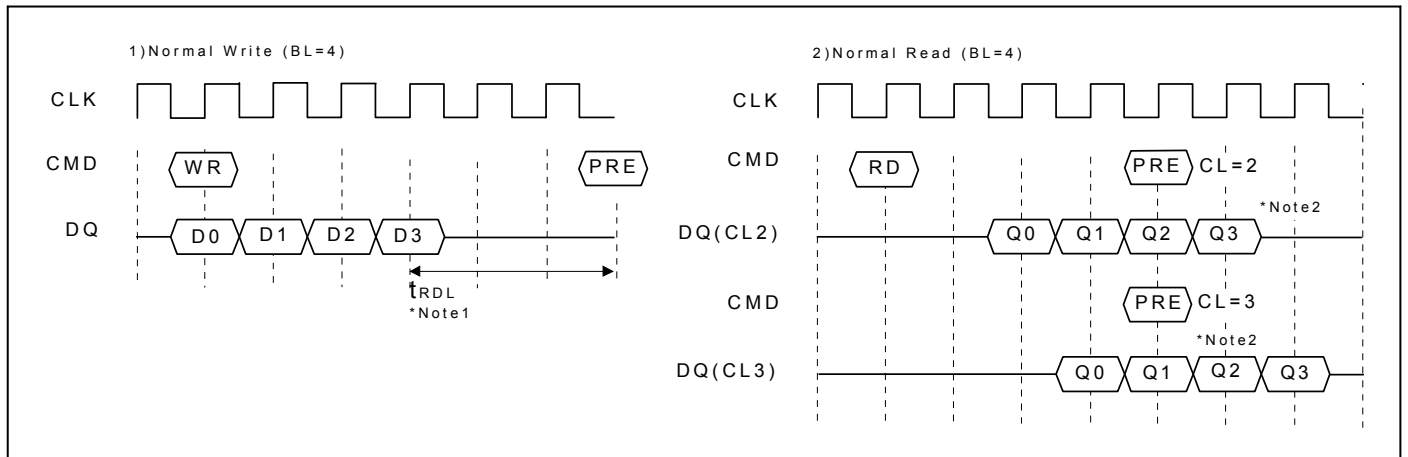 1)Normal Write (BL=4)
CLK
CMD WR PRE
DQ D0 D1 D2 D3
tRDL
*Note1
2)Normal Read (BL=4)
CLK
CMD RD PRE CL=2
*Note2
DQ(CL2) Q0 Q1 Q2 Q3
CMD PRE CL=3
*Note2
DQ(CL3) Q0 Q1 Q2 Q3